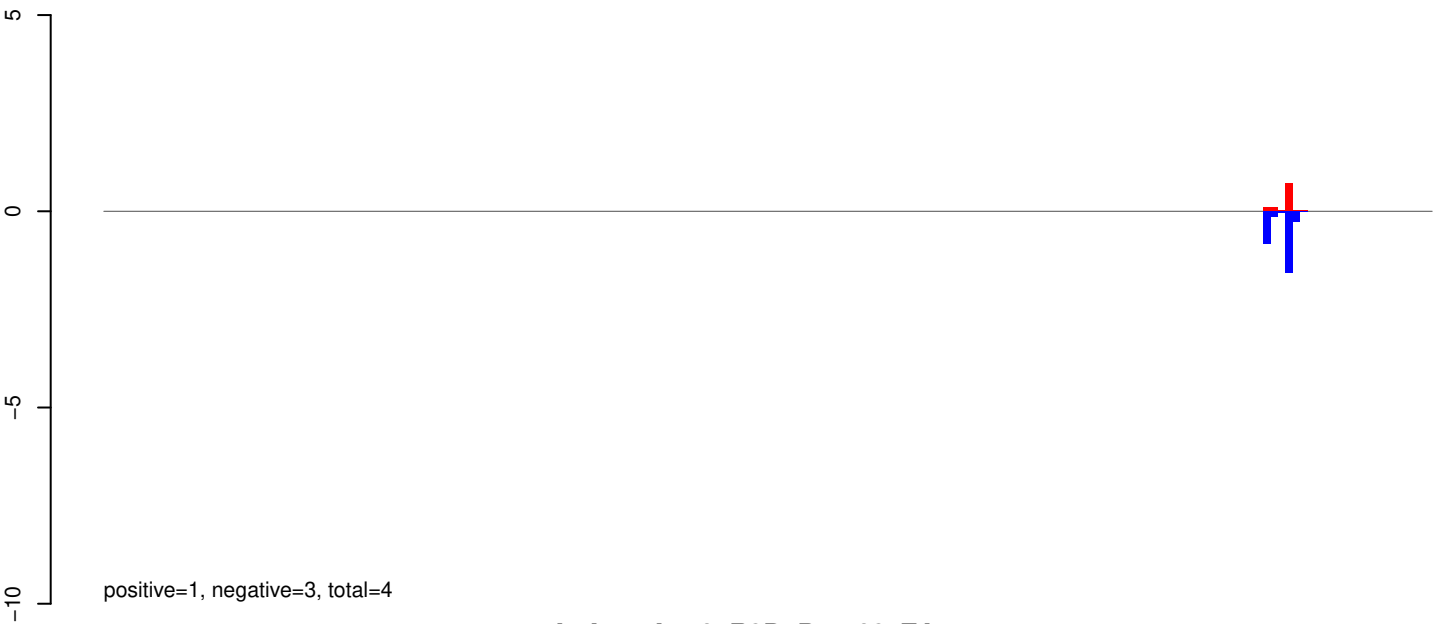 5
0
−5
−10
positive=1, negative=3, total=4